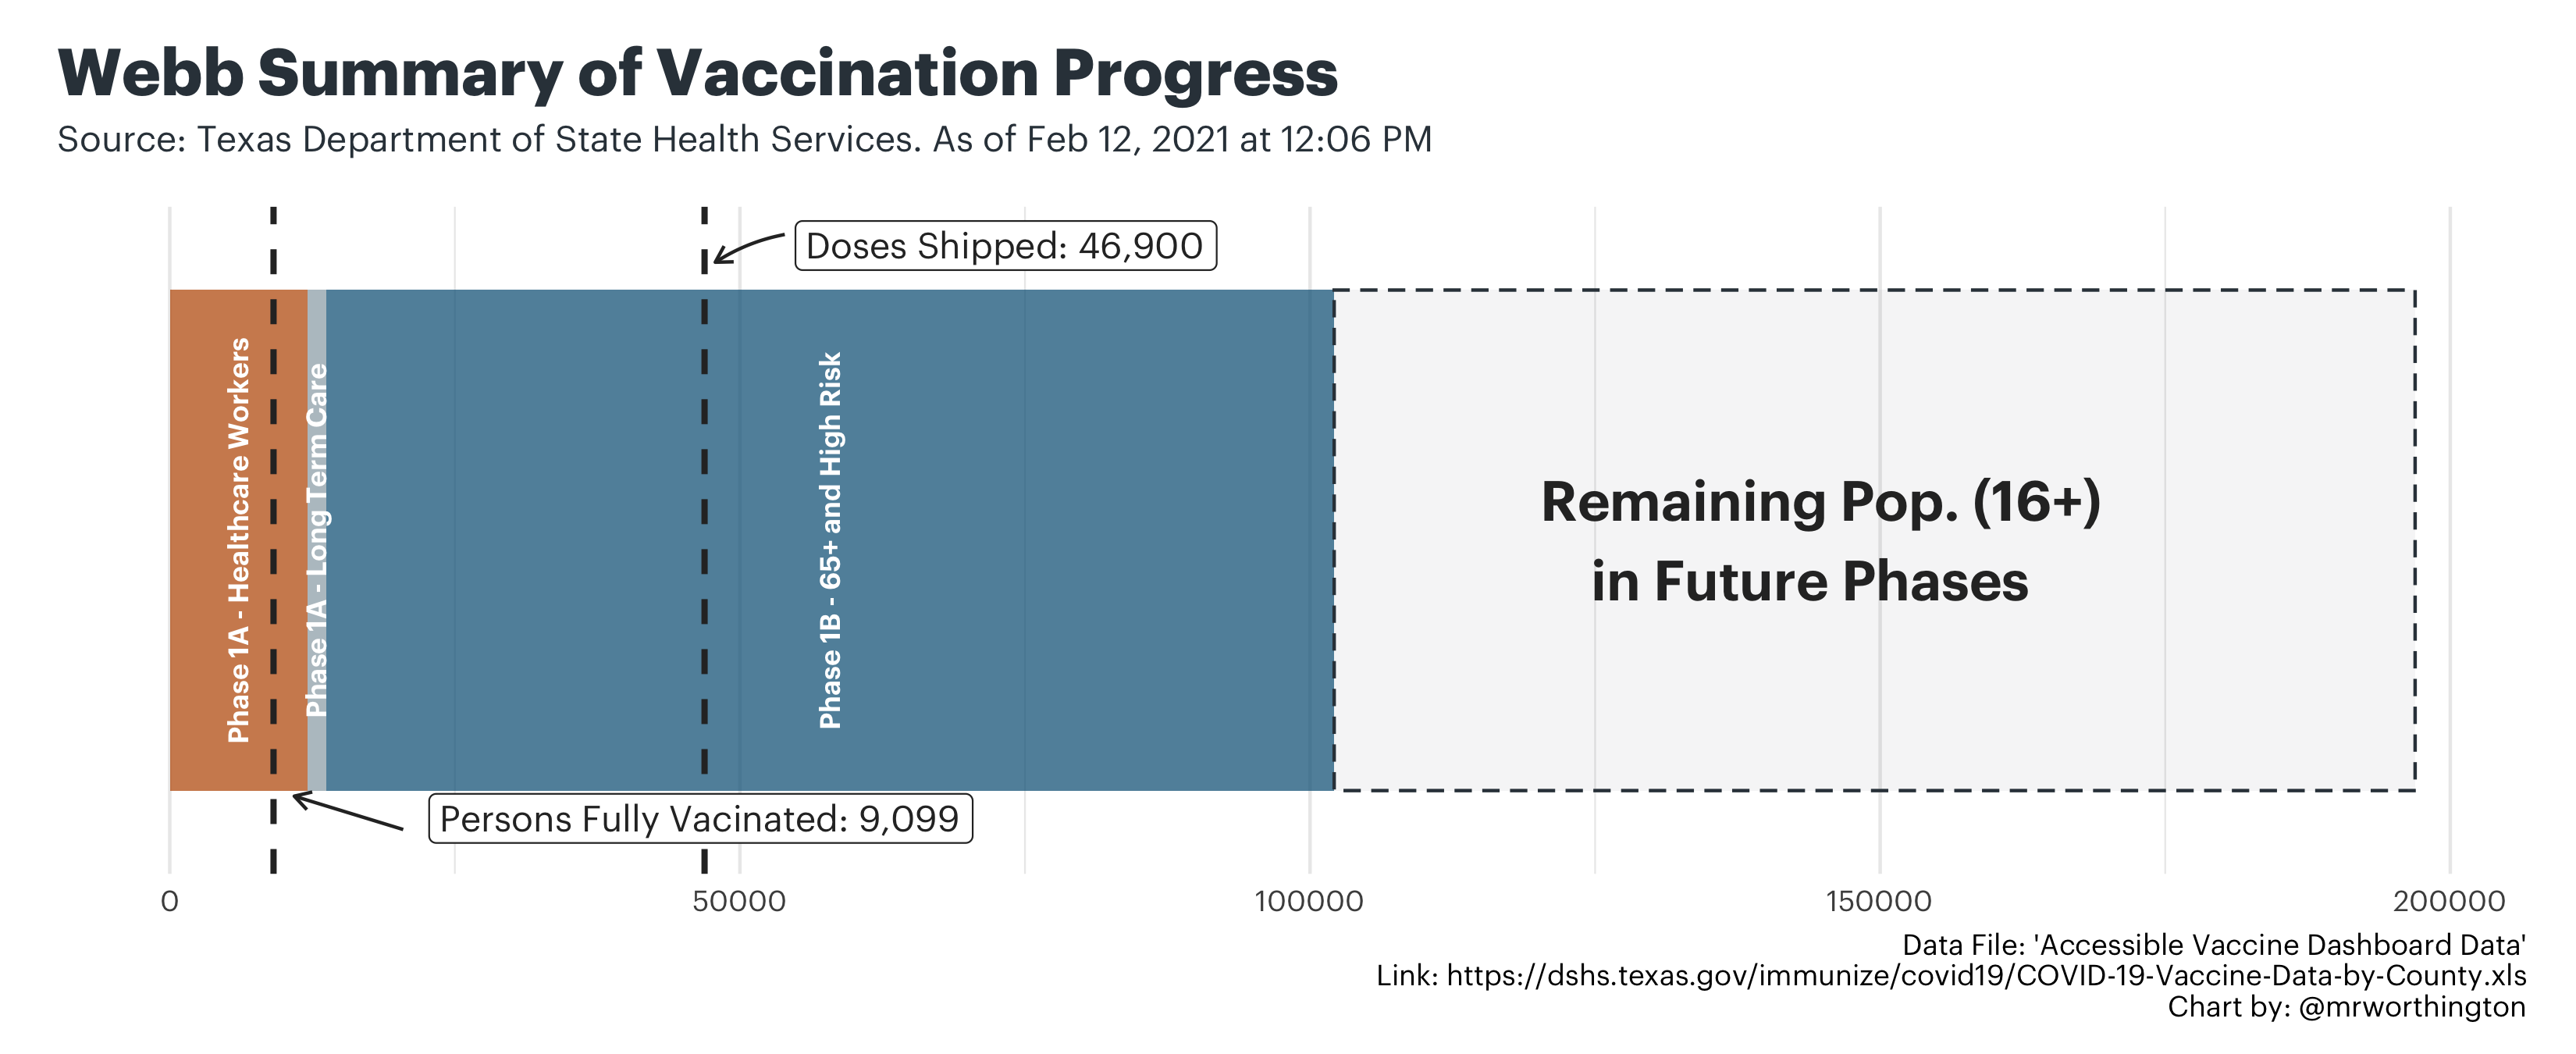 Webb Summary of Vaccination Progress
Source: Texas Department of State Health Services. As of Feb 12, 2021 at 12:06 PM
Doses Shipped: 46,900
Phase 1A - Healthcare Workers
Phase 1A - Long Term Care
Phase 1B - 65+ and High Risk
Remaining Pop. (16+)
in Future Phases
Persons Fully Vacinated: 9,099
0
50000
100000
150000
200000
Data File: 'Accessible Vaccine Dashboard Data'
Link: https://dshs.texas.gov/immunize/covid19/COVID-19-Vaccine-Data-by-County.xls
Chart by: @mrworthington